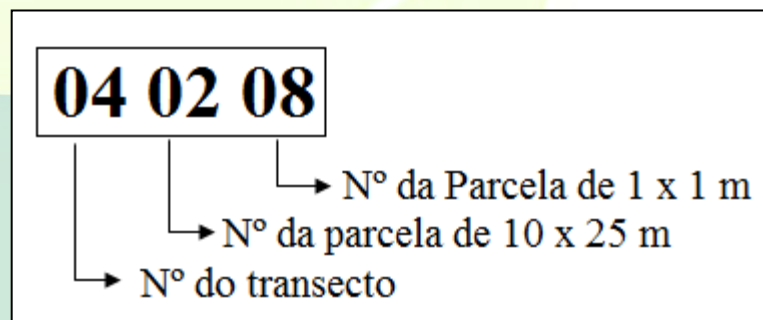 04 02 08
Nº da Parcela de 1 x 1 m
Nº da parcela de 10 x 25 m
Nº do transecto